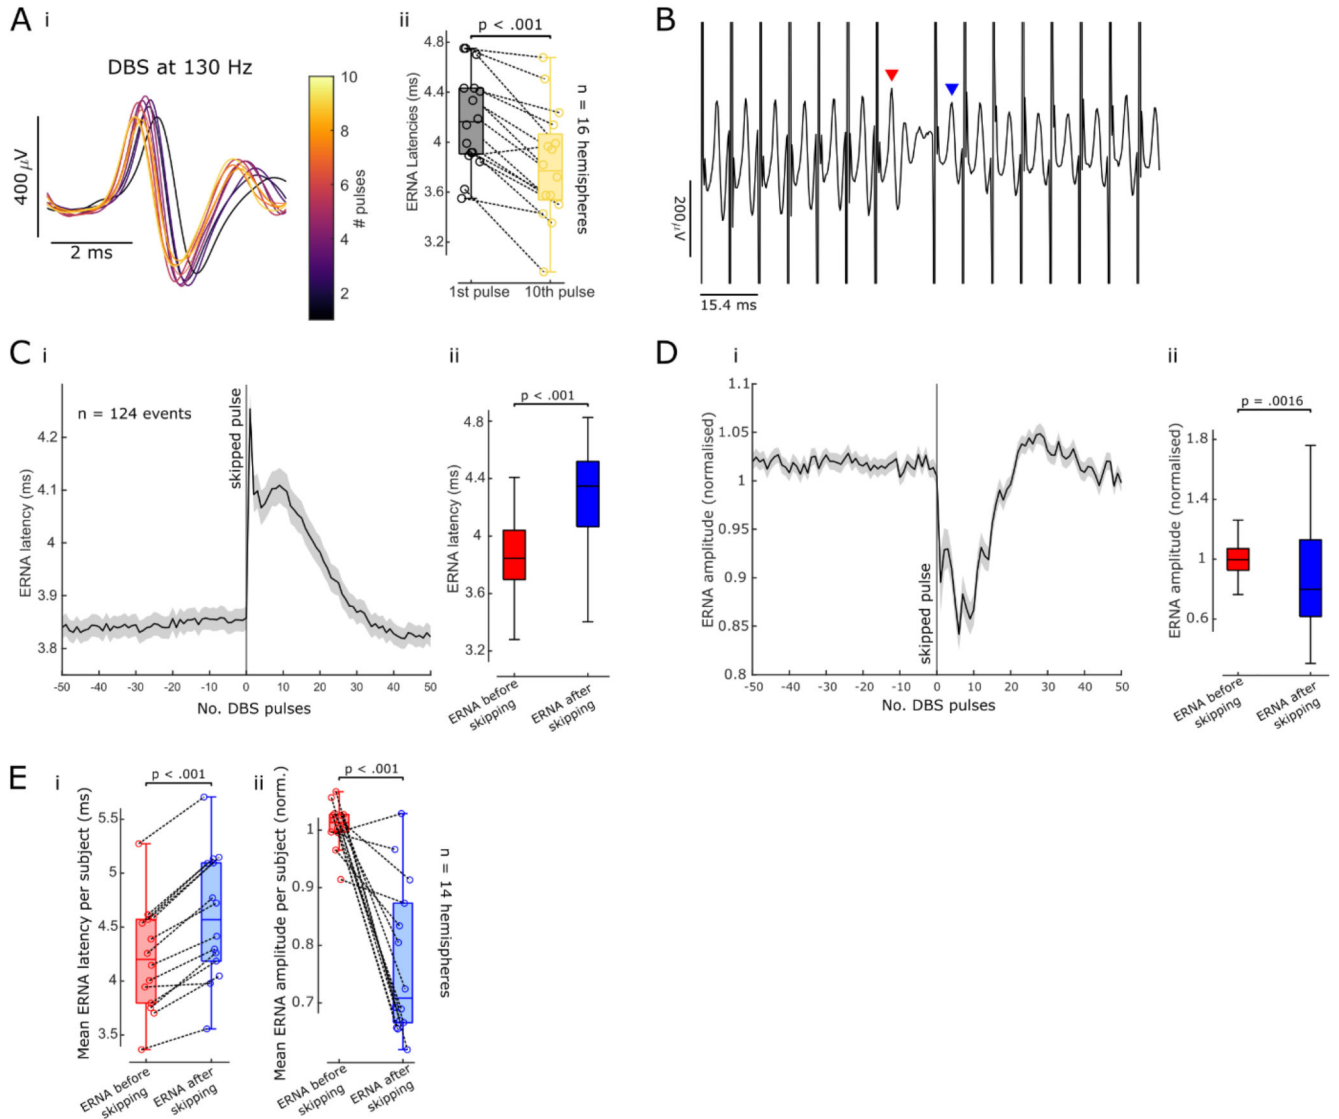 A
i
DBS at 130 Hz
400 μV
2 ms
10
8
6
4
2
# pulses
ii
p < .001
ERNA Latencies (ms)
4.8
4.4
4
3.6
3.2
1st pulse
10th pulse
n = 16 hemispheres
B
200 μV
15.4 ms
C
i
n = 124 events
skipped pulse
ERNA latency (ms)
4.2
4.1
4
3.9
3.8
-50 -40 -30 -20 -10 0 10 20 30 40 50
No. DBS pulses
ii
p < .001
ERNA latency (ms)
4.8
4.4
4
3.6
3.2
ERNA before
skipping
ERNA after
skipping
D
i
ERNA amplitude (normalised)
1.1
1.05
1
0.95
0.9
0.85
0.8
skipped pulse
-50 -40 -30 -20 -10 0 10 20 30 40 50
No. DBS pulses
ii
p = .0016
ERNA amplitude (normalised)
1.8
1.4
1
0.6
ERNA before
skipping
ERNA after
skipping
E
i
p < .001
Mean ERNA latency per subject (ms)
5.5
5
4.5
4
3.5
ERNA before
skipping
ERNA after
skipping
ii
p < .001
Mean ERNA amplitude per subject (norm.)
1
0.9
0.8
0.7
ERNA before
skipping
ERNA after
skipping
n = 14 hemispheres